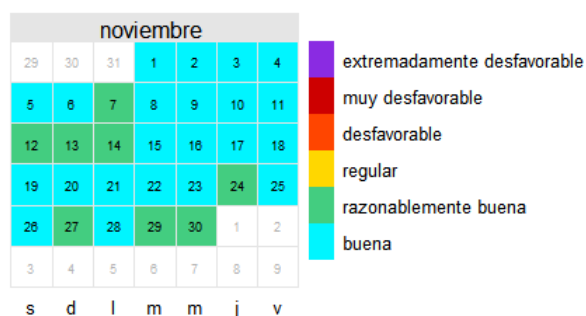 noviembre
29 30 31 1 2 3 4
5 6 7 8 9 10 11
12 13 14 15 16 17 18
19 20 21 22 23 24 25
26 27 28 29 30 1 2
3 4 5 6 7 8 9
s d l m m j v
extremadamente desfavorable
muy desfavorable
desfavorable
regular
razonablemente buena
buena